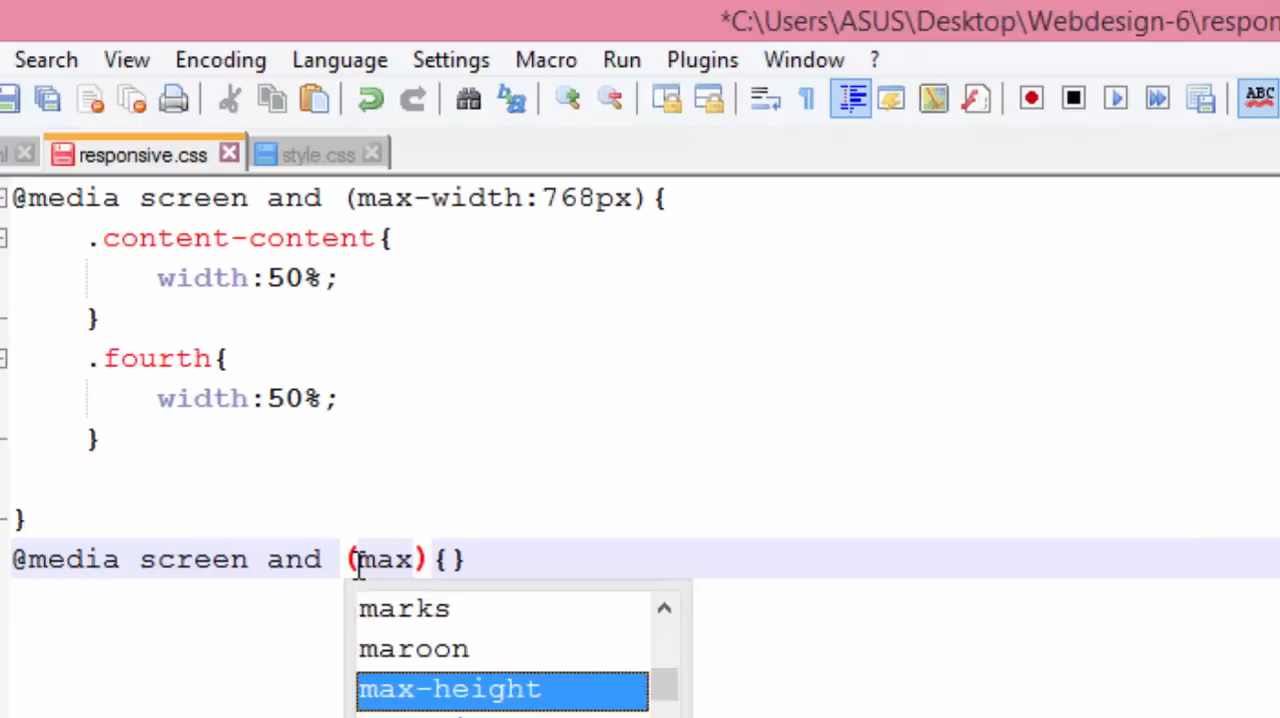 *C:\Users\ASUS\Desktop\Webdesign-6\respon
Search View Encoding Language Settings Macro Run Plugins Window ?
ABC
responsive.css style.css
@media screen and (max-width:768px){
.content-content{
width:50%;
}
.fourth{
width:50%;
}
}
@media screen and (max){}
marks
maroon
max-height